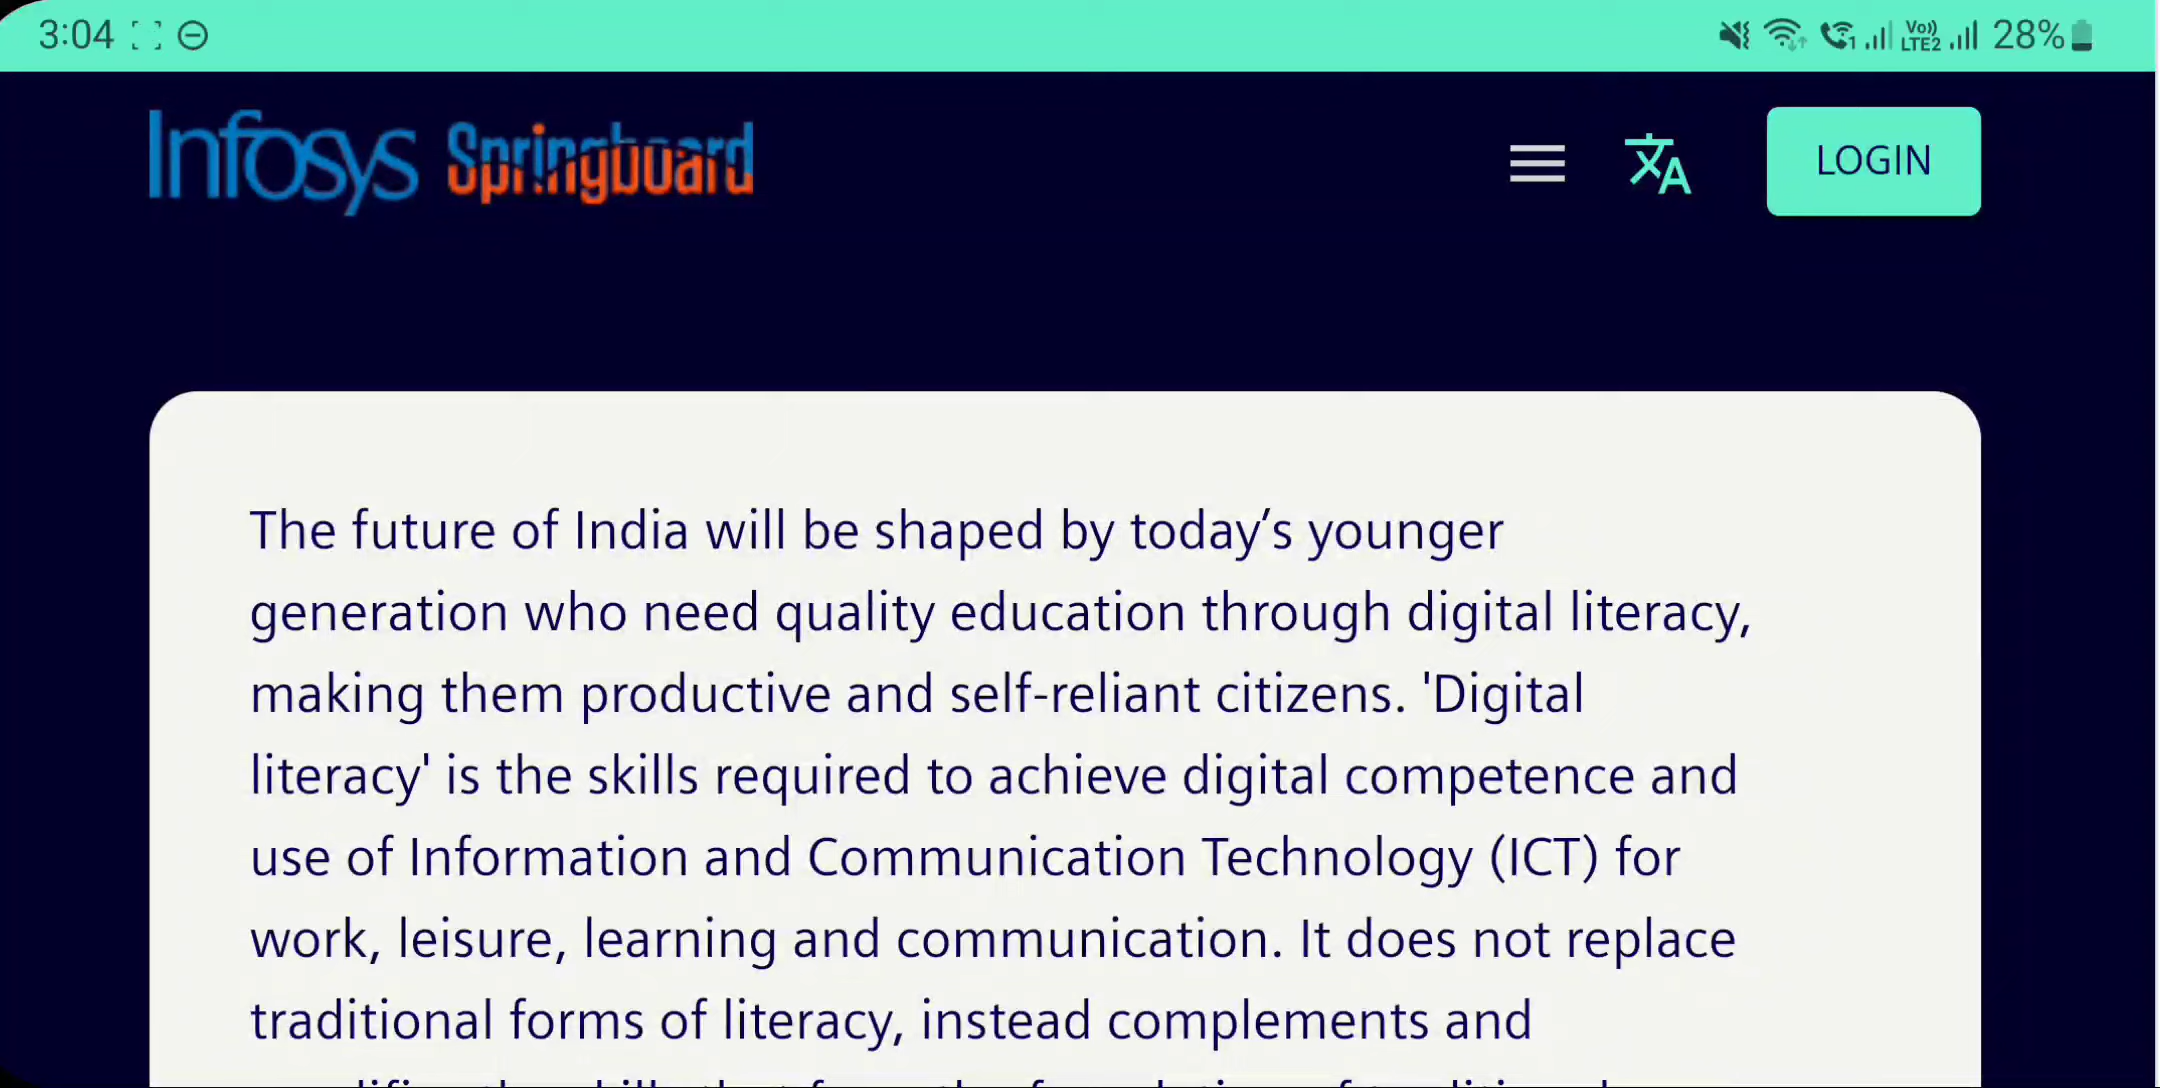 3:04
Vo)) LTE2 28%
Infosys Springboard
LOGIN
The future of India will be shaped by today’s younger
generation who need quality education through digital literacy,
making them productive and self-reliant citizens. 'Digital
literacy' is the skills required to achieve digital competence and
use of Information and Communication Technology (ICT) for
work, leisure, learning and communication. It does not replace
traditional forms of literacy, instead complements and